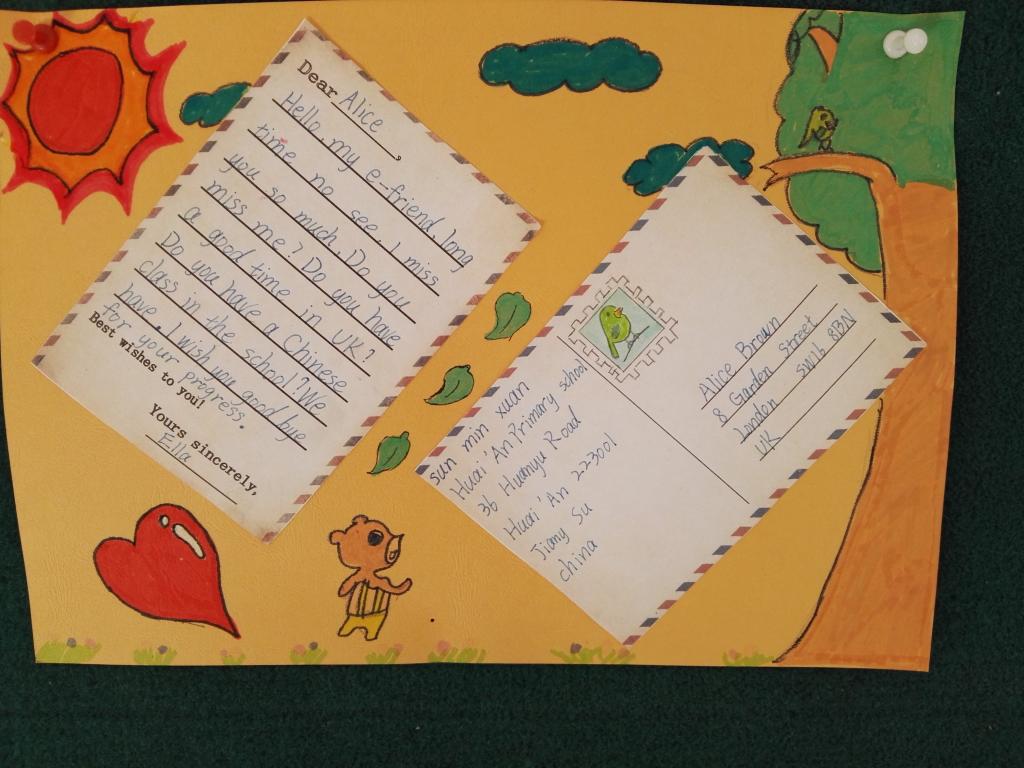 Dear Alice,
Hello, my e-friend, long
time no see. I miss
you so much. Do you
miss me? Do you have
a good time in UK?
Do you have a Chinese
class in the school? We
have. I wish you good bye
for your progress.
Best wishes to you!
Yours sincerely,
Ella
sun min xuan
Huai 'An Primary school
36 Huanyu Road
Huai 'An 223001
Jiang Su
china
Alice Brown
8 Garden Street
London SW16 8BN
UK